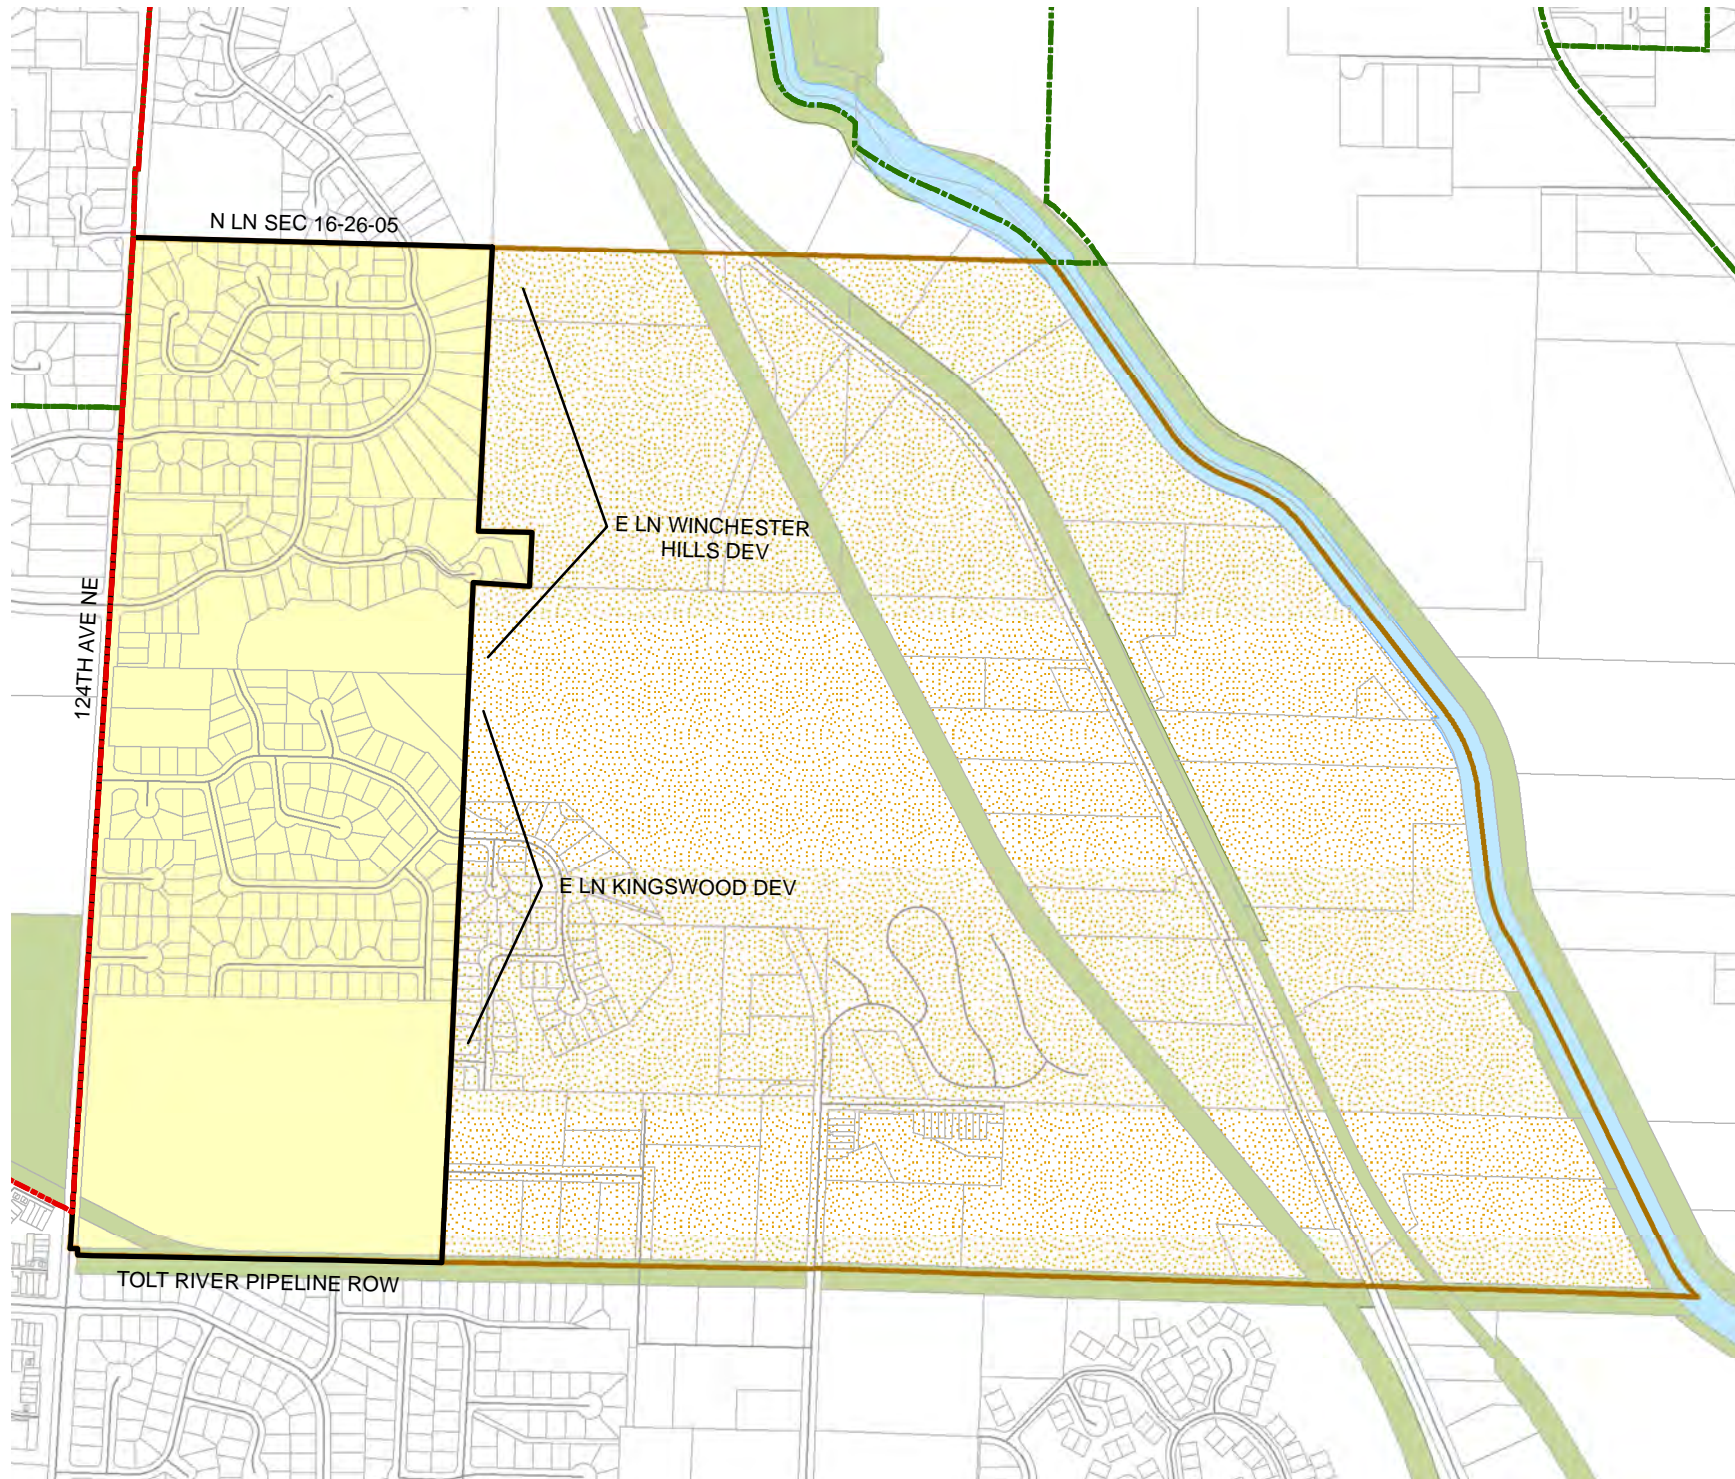 N LN SEC 16-26-05
E LN WINCHESTER
HILLS DEV
124TH AVE NE
E LN KINGSWOOD DEV
TOLT RIVER PIPELINE ROW